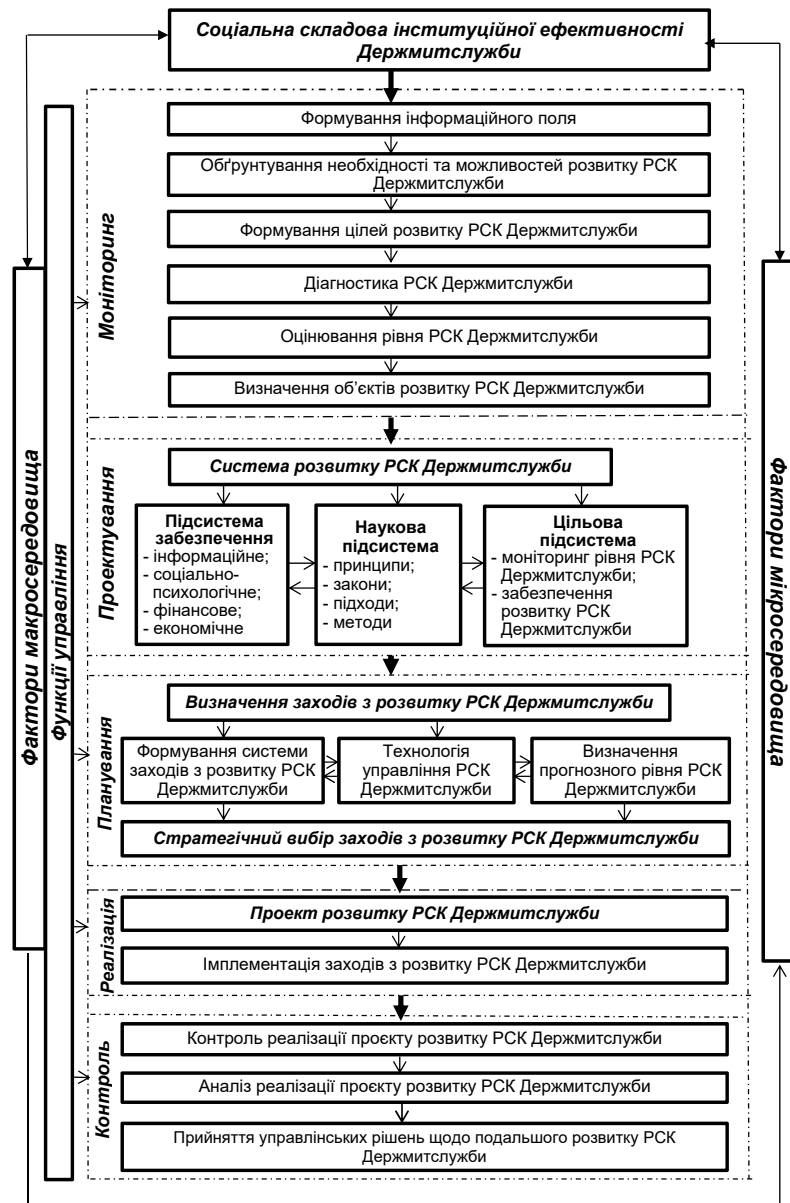 Соціальна складова інституційної ефективності
Держмитслужби
Формування інформаційного поля
Обґрунтування необхідності та можливостей розвитку РСК
Держмитслужби
Формування цілей розвитку РСК Держмитслужби
Діагностика РСК Держмитслужби
Оцінювання рівня РСК Держмитслужби
Визначення об’єктів розвитку РСК Держмитслужби
Моніторинг
Фактори макросередовища
Функції управління
Фактори мікросередовища
Проектування
Система розвитку РСК Держмитслужби
Підсистема
забезпечення
- інформаційне;
- соціально-
психологічне;
- фінансове;
- економічне
Наукова
підсистема
- принципи;
- закони;
- підходи;
- методи
Цільова
підсистема
- моніторинг рівня РСК
Держмитслужби;
- забезпечення
розвитку РСК
Держмитслужби
Планування
Визначення заходів з розвитку РСК Держмитслужби
Формування системи
заходів з розвитку РСК
Держмитслужби
Технологія
управління РСК
Держмитслужби
Визначення
прогнозного рівня РСК
Держмитслужби
Стратегічний вибір заходів з розвитку РСК Держмитслужби
Реалізація
Проект розвитку РСК Держмитслужби
Імплементація заходів з розвитку РСК Держмитслужби
Контроль
Контроль реалізації проєкту розвитку РСК Держмитслужби
Аналіз реалізації проєкту розвитку РСК Держмитслужби
Прийняття управлінських рішень щодо подальшого розвитку РСК
Держмитслужби